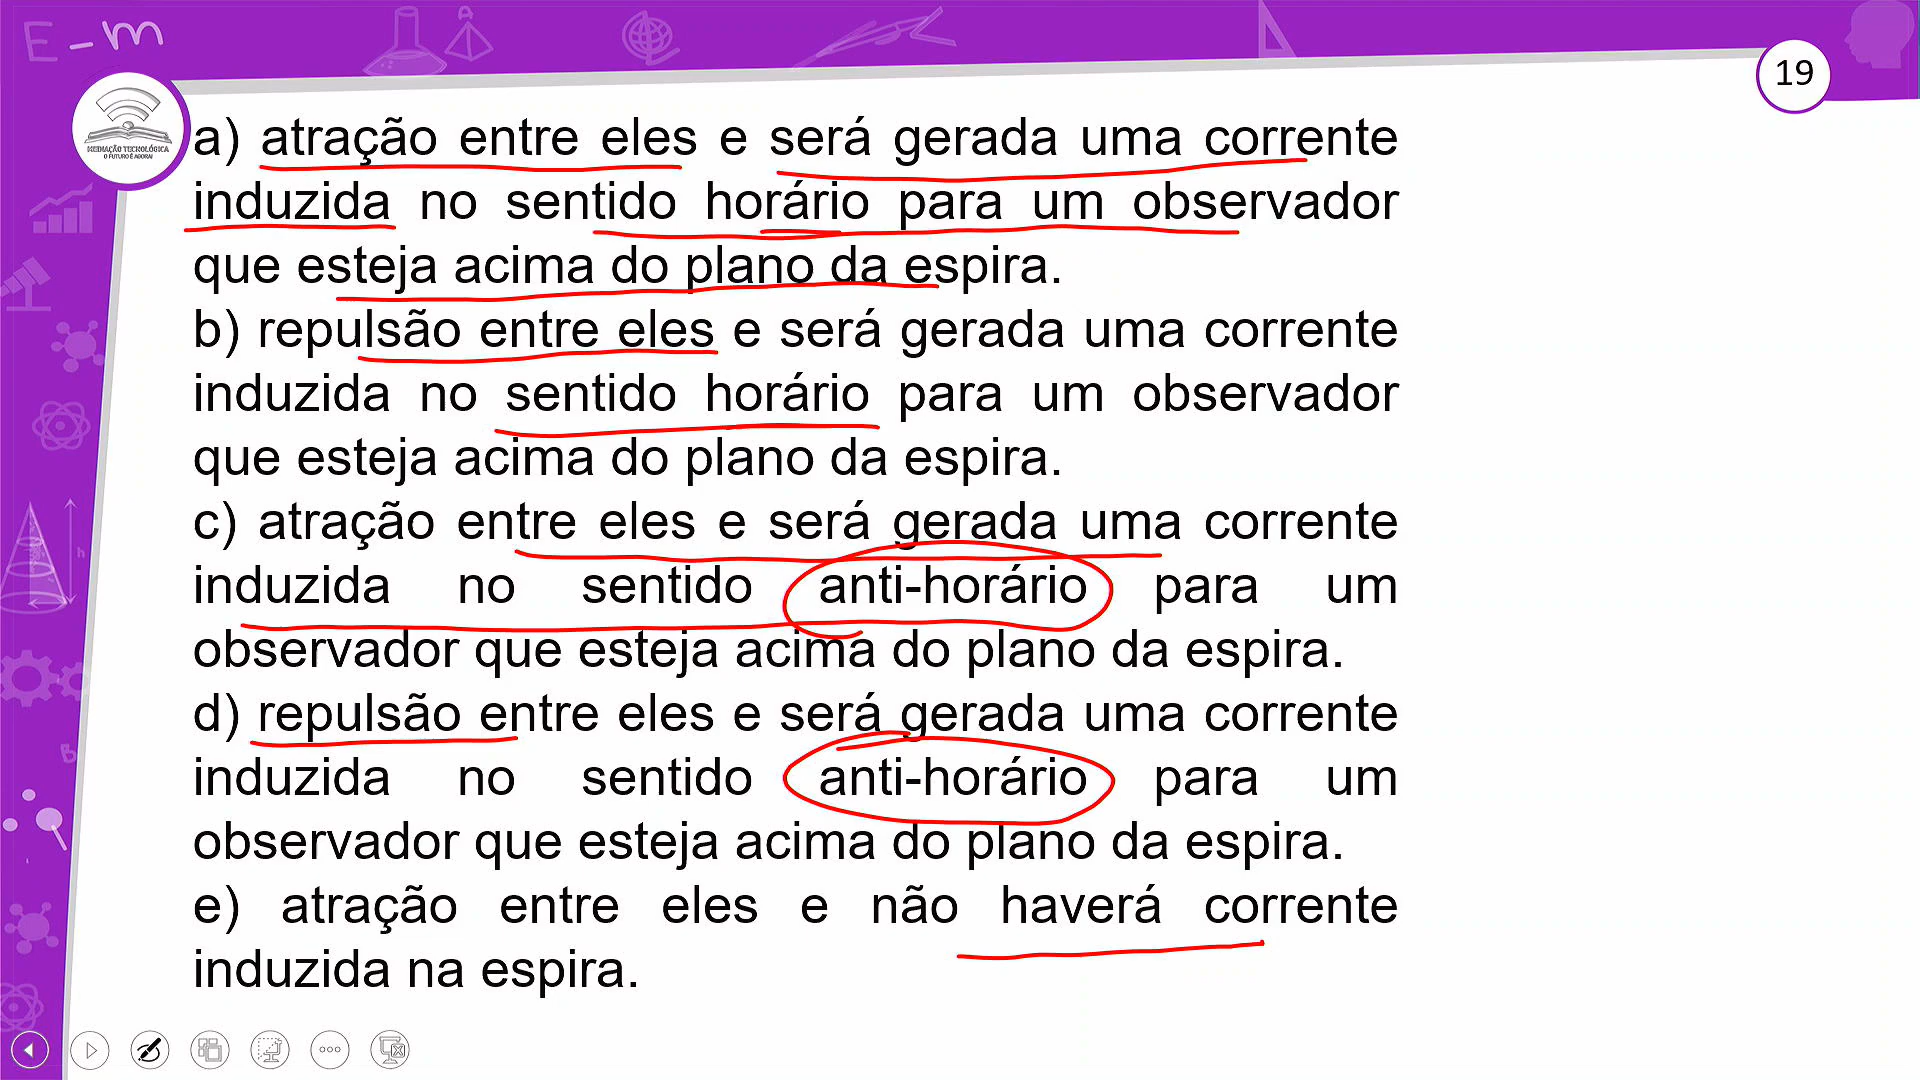 E-m
19
MEDIAÇÃO TECNOLÓGICA
O FUTURO É AGORA!
a) atração entre eles e será gerada uma corrente
induzida no sentido horário para um observador
que esteja acima do plano da espira.
b) repulsão entre eles e será gerada uma corrente
induzida no sentido horário para um observador
que esteja acima do plano da espira.
c) atração entre eles e será gerada uma corrente
induzida no sentido anti-horário para um
observador que esteja acima do plano da espira.
d) repulsão entre eles e será gerada uma corrente
induzida no sentido anti-horário para um
observador que esteja acima do plano da espira.
e) atração entre eles e não haverá corrente
induzida na espira.
h
B